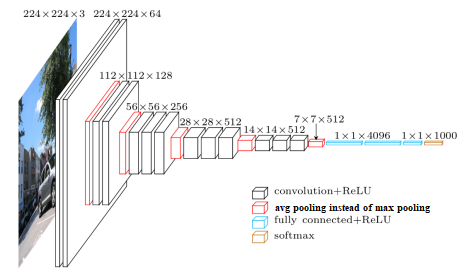 224×224×3 224×224×64
112×112×128
56×56×256
28×28×512
14×14×512
7×7×512
1×1×4096 1×1×1000
convolution+ReLU
avg pooling instead of max pooling
fully connected+ReLU
softmax